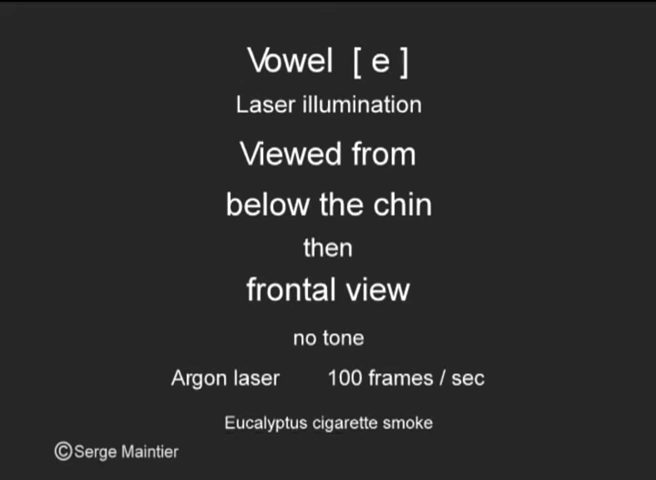 Vowel [ e ]
Laser illumination
Viewed from
below the chin
then
frontal view
no tone
Argon laser 100 frames / sec
Eucalyptus cigarette smoke
©Serge Maintier